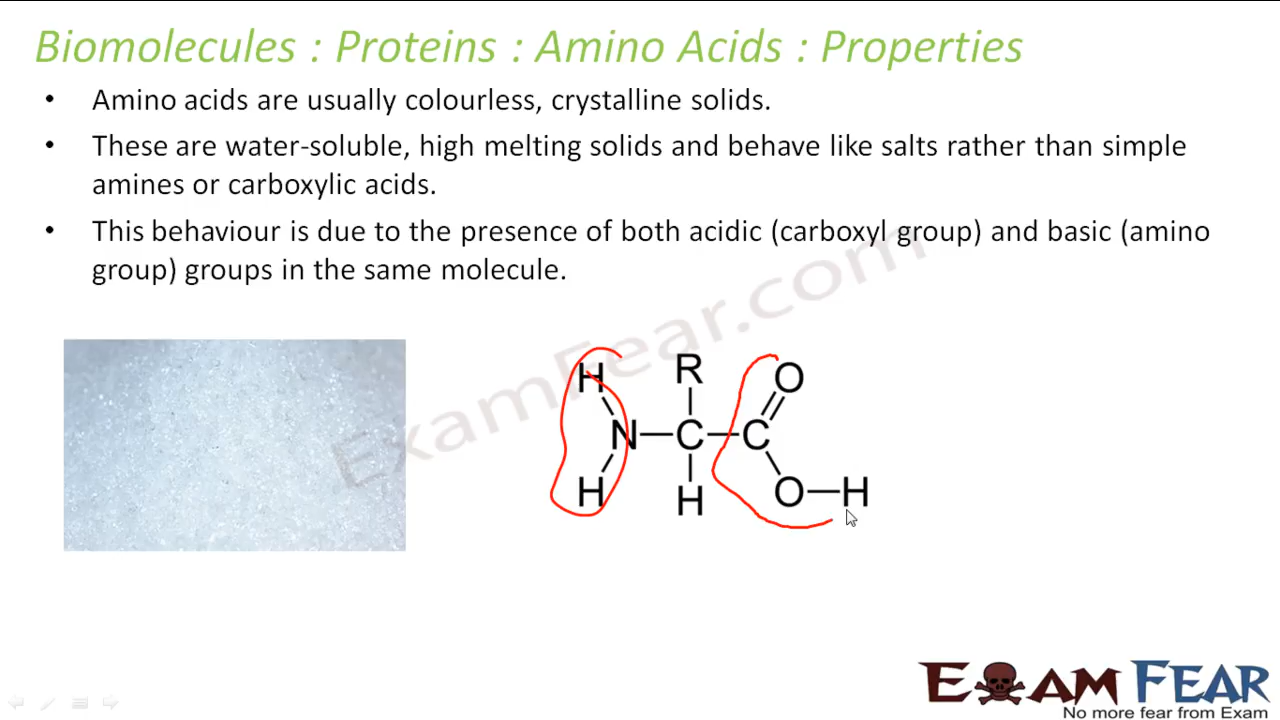 Biomolecules : Proteins : Amino Acids : Properties
• Amino acids are usually colourless, crystalline solids.
• These are water-soluble, high melting solids and behave like salts rather than simple
amines or carboxylic acids.
• This behaviour is due to the presence of both acidic (carboxyl group) and basic (amino
group) groups in the same molecule.
ExamFear.com
H R O
N C C
H H O H
EXAM FEAR
No more fear from Exam